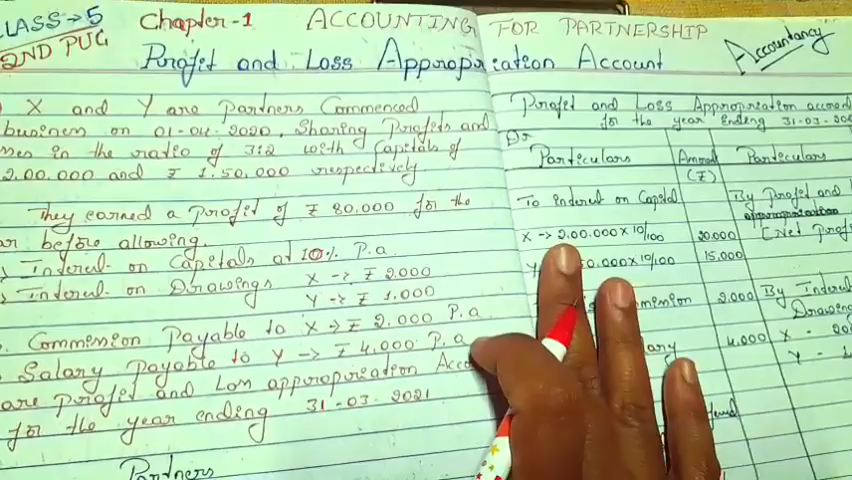 CLASS → 5
2ND PUC
Chapter-1
ACCOUNTING FOR PARTNERSHIP
Accountancy
Profit and Loss Appropriation Account
X and Y are Partners Commenced
business on 01-04-2020, Sharing Profits and
in the ratio of 3:2 with Capitals of
2,00,000 and ₹ 1,50,000 respectively.
They earned a profit of ₹ 80,000 for the
before allowing.
Interest on Capitals at 10% P.a
Interest on Drawings X → ₹ 2,000
Y → ₹ 1,000
Commission Payable to X → ₹ 2,000 P.a
Salary Payable to Y → ₹ 4,000 P.a
Profit and Loss appropriation
for the year ending 31-03-2021
Partners
Profit and Loss Appropriation account
for the year Ending 31-03-
Dr
Particulars Amount Particulars
(₹)
To Interest on Capital
X → 2,00,000 x 10/100 20,000
50,000 x 10/100 15,000
2,000
4,000
By Profit and
appropriation
[Net
By
X -
Y -